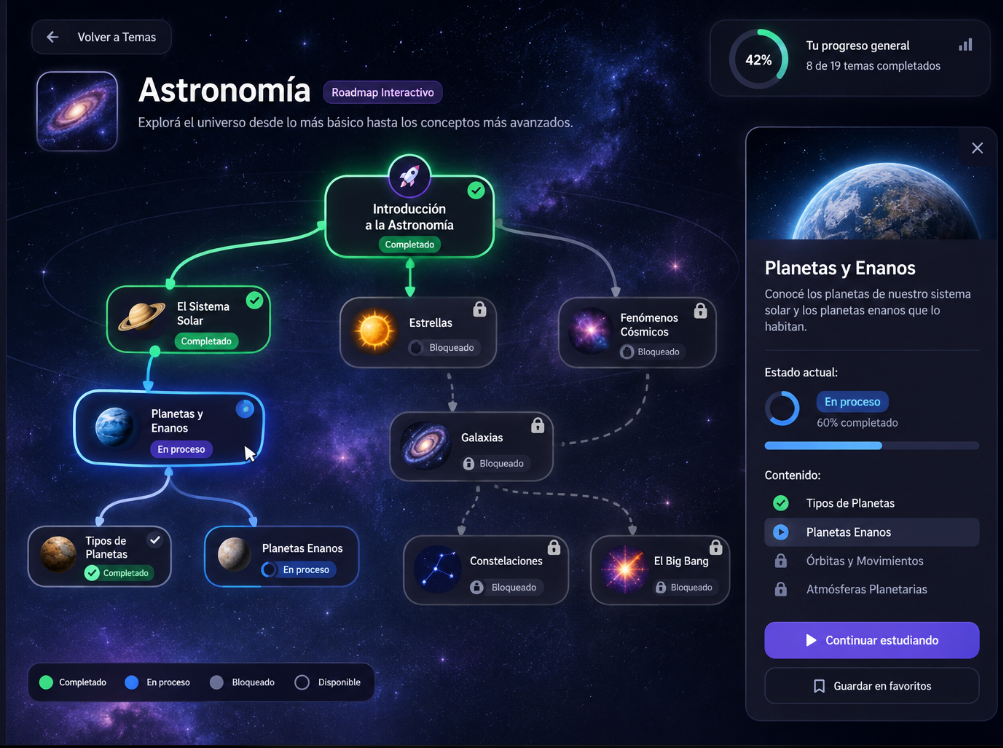 Volver a Temas
Astronomía
Roadmap Interactivo
Explorá el universo desde lo más básico hasta los conceptos más avanzados.
42%
Tu progreso general
8 de 19 temas completados
Introducción
a la Astronomía
Completado
El Sistema
Solar
Completado
Estrellas
Bloqueado
Fenómenos
Cósmicos
Bloqueado
Planetas y
Enanos
En proceso
Galaxias
Bloqueado
Tipos de
Planetas
Completado
Planetas Enanos
En proceso
Constelaciones
Bloqueado
El Big Bang
Bloqueado
Completado
En proceso
Bloqueado
Disponible
Planetas y Enanos
Conocé los planetas de nuestro sistema
solar y los planetas enanos que lo
habitan.
Estado actual:
En proceso
60% completado
Contenido:
Tipos de Planetas
Planetas Enanos
Órbitas y Movimientos
Atmósferas Planetarias
Continuar estudiando
Guardar en favoritos